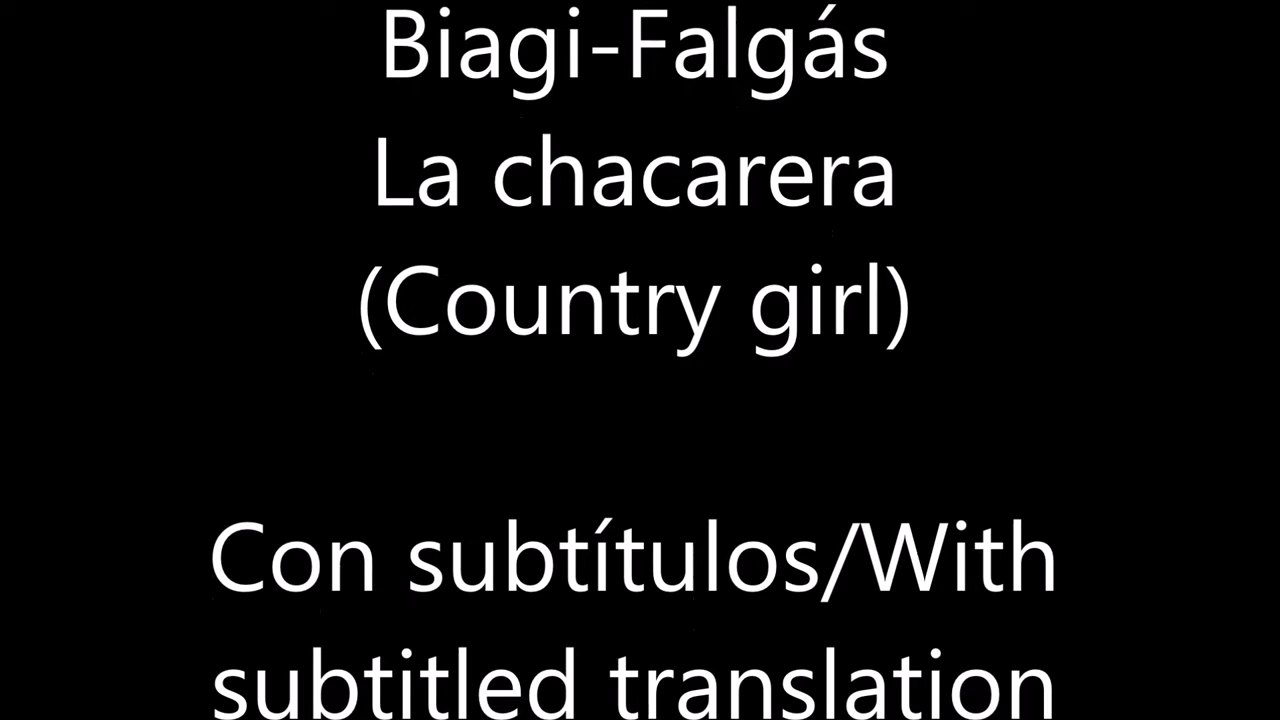 Biagi-Falgás
La chacarera
(Country girl)
Con subtítulos/With
subtitled translation